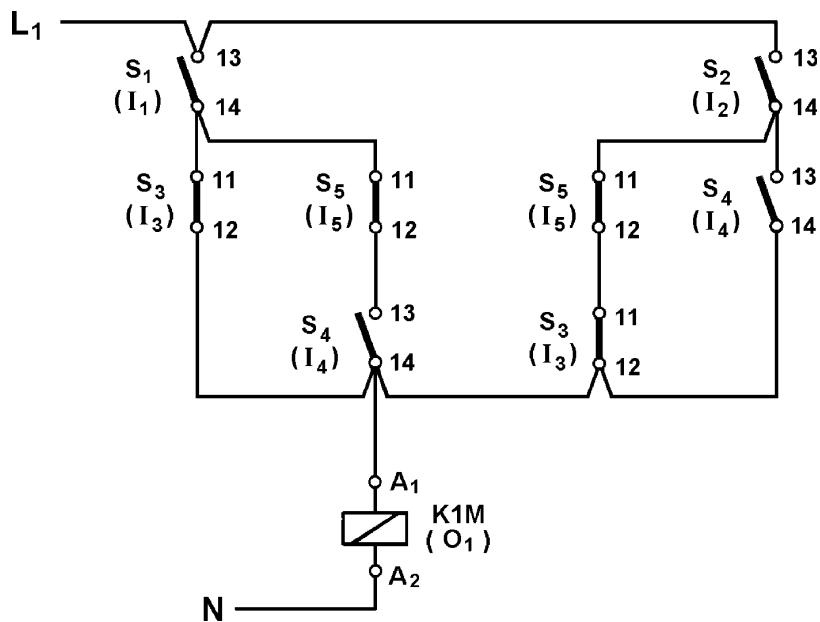 L1
13
S1
(I1)
14
13
S2
(I2)
14
11
S3
(I3)
12
11
S5
(I5)
12
11
S5
(I5)
12
13
S4
(I4)
14
13
S4
(I4)
14
11
S3
(I3)
12
A1
K1M
(O1)
A2
N